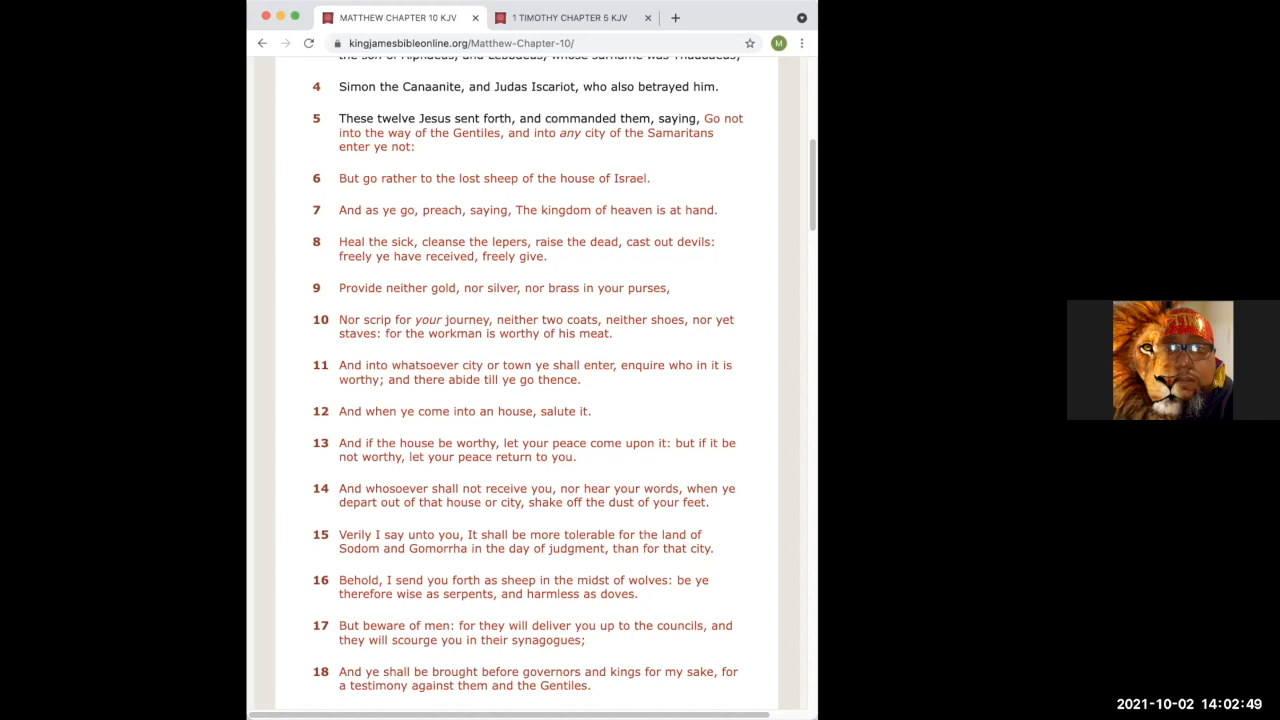 MATTHEW CHAPTER 10 KJV
1 TIMOTHY CHAPTER 5 KJV
kingjamesbibleonline.org/Matthew-Chapter-10/
M
the son of Alphaeus, and Lebbaeus, whose surname was Thaddaeus;
4 Simon the Canaanite, and Judas Iscariot, who also betrayed him.
5 These twelve Jesus sent forth, and commanded them, saying, Go not
into the way of the Gentiles, and into any city of the Samaritans
enter ye not:
6 But go rather to the lost sheep of the house of Israel.
7 And as ye go, preach, saying, The kingdom of heaven is at hand.
8 Heal the sick, cleanse the lepers, raise the dead, cast out devils:
freely ye have received, freely give.
9 Provide neither gold, nor silver, nor brass in your purses,
10 Nor scrip for your journey, neither two coats, neither shoes, nor yet
staves: for the workman is worthy of his meat.
11 And into whatsoever city or town ye shall enter, enquire who in it is
worthy; and there abide till ye go thence.
12 And when ye come into an house, salute it.
13 And if the house be worthy, let your peace come upon it: but if it be
not worthy, let your peace return to you.
14 And whosoever shall not receive you, nor hear your words, when ye
depart out of that house or city, shake off the dust of your feet.
15 Verily I say unto you, It shall be more tolerable for the land of
Sodom and Gomorrha in the day of judgment, than for that city.
16 Behold, I send you forth as sheep in the midst of wolves: be ye
therefore wise as serpents, and harmless as doves.
17 But beware of men: for they will deliver you up to the councils, and
they will scourge you in their synagogues;
18 And ye shall be brought before governors and kings for my sake, for
a testimony against them and the Gentiles.
2021-10-02 14:02:49